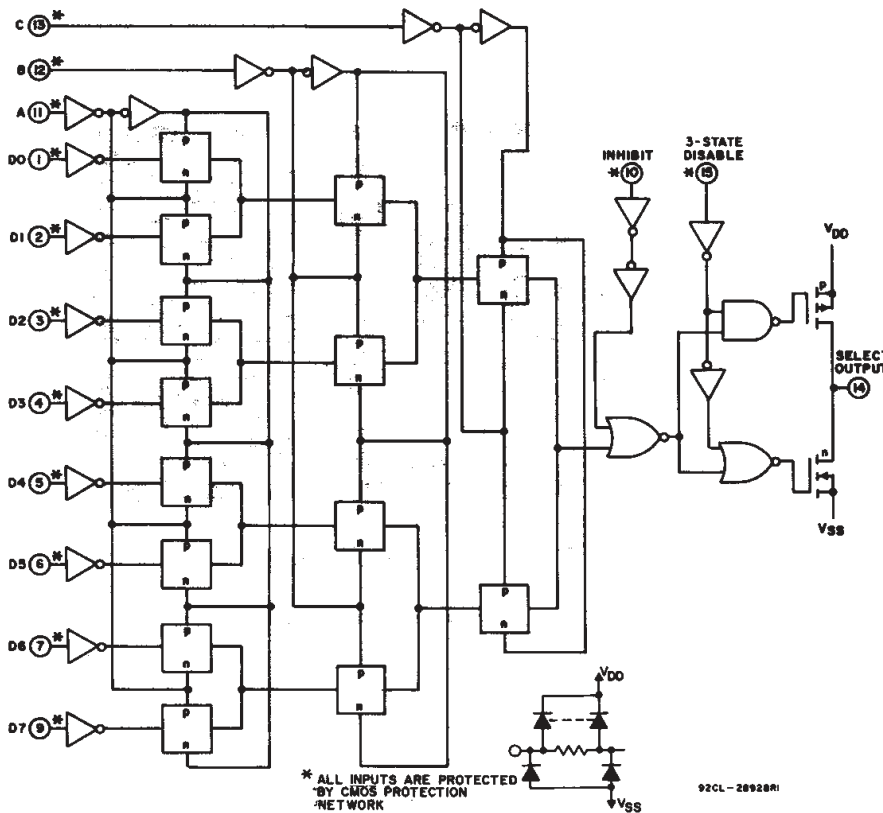 C 13 *
B 12 *
A 11 *
D0 1 *
D1 2 *
D2 3 *
D3 4 *
D4 5 *
D5 6 *
D6 7 *
D7 9 *
p
n
p
n
p
n
p
n
p
n
p
n
p
n
p
n
p
n
p
n
p
n
p
n
p
n
p
n
INHIBIT
* 10
3-STATE
DISABLE
* 15
VDD
p
SELECT
OUTPUT
14
n
VSS
* ALL INPUTS ARE PROTECTED
BY CMOS PROTECTION
NETWORK
VDD
VSS
92CL-28928R1